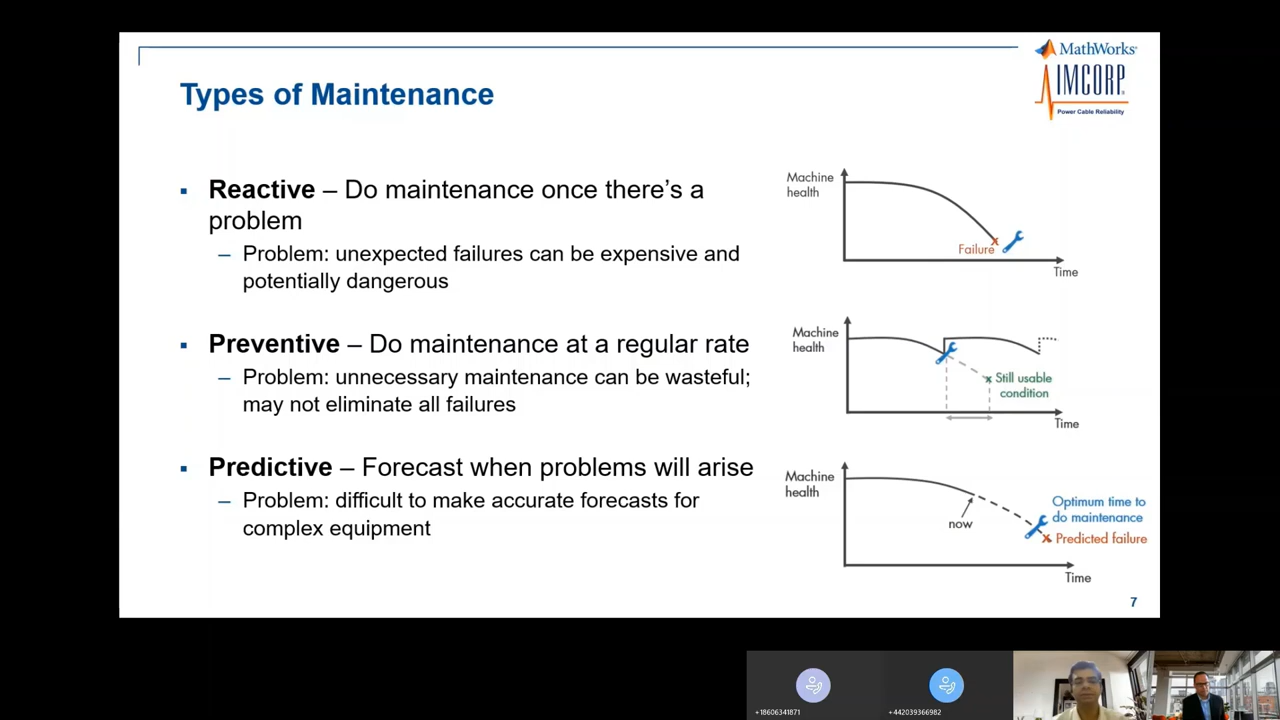 MathWorks®
IMCORP®
Power Cable Reliability
Types of Maintenance
▪ Reactive – Do maintenance once there's a
problem
– Problem: unexpected failures can be expensive and
potentially dangerous
Machine
health
Failure
Time
▪ Preventive – Do maintenance at a regular rate
– Problem: unnecessary maintenance can be wasteful;
may not eliminate all failures
Machine
health
Still usable
condition
Time
▪ Predictive – Forecast when problems will arise
– Problem: difficult to make accurate forecasts for
complex equipment
Machine
health
now
Optimum time to
do maintenance
Predicted failure
Time
7
+18606341871
+442039366982